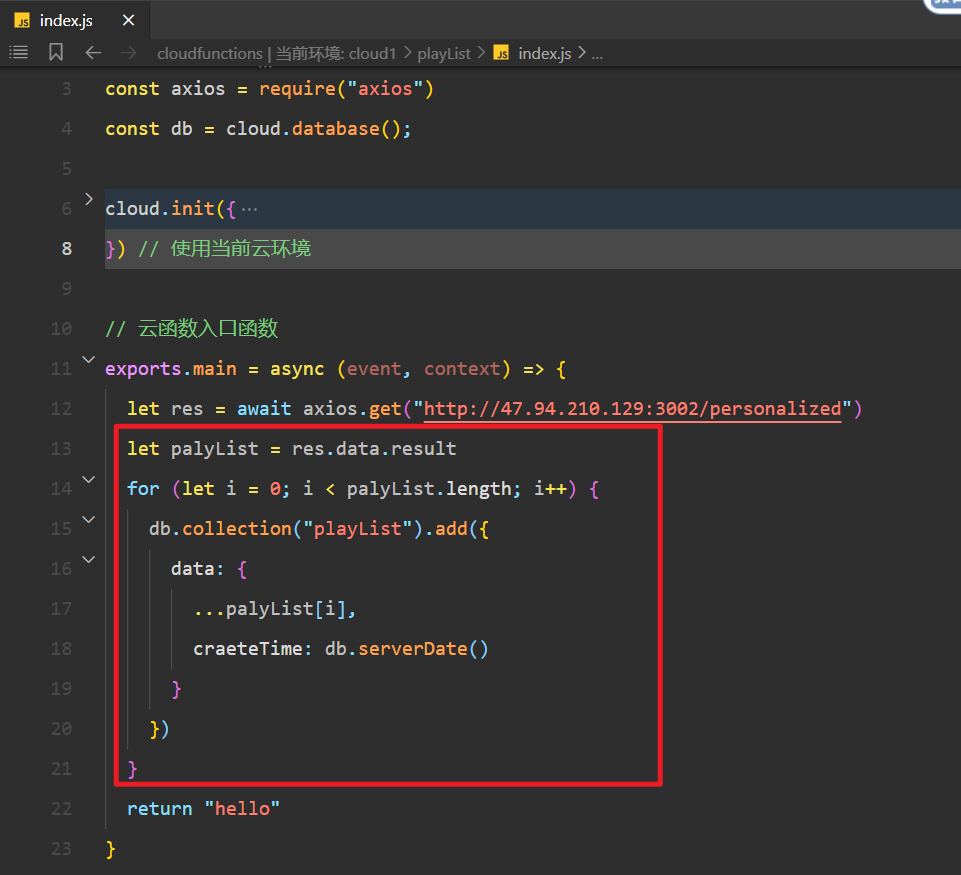 JS index.js ×
cloudfunctions | 当前环境: cloud1 > playList > JS index.js > ...
3 const axios = require("axios")
4 const db = cloud.database();
5
6 cloud.init({ ···
8 }) // 使用当前云环境
9
10 // 云函数入口函数
11 exports.main = async (event, context) => {
12 let res = await axios.get("http://47.94.210.129:3002/personalized")
13 let palyList = res.data.result
14 for (let i = 0; i < palyList.length; i++) {
15 db.collection("playList").add({
16 data: {
17 ...palyList[i],
18 craeteTime: db.serverDate()
19 }
20 })
21 }
22 return "hello"
23 }